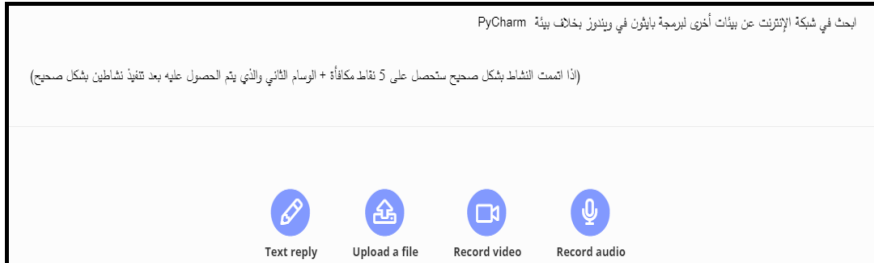 ابحث في شبكة الإنترنت عن بيئات أخرى لبرمجة بايثون في ويندوز بخلاف بيئة PyCharm
(اذا اتممت النشاط بشكل صحيح ستحصل على 5 نقاط مكافأة + الوسام الثاني والذي يتم الحصول عليه بعد تنفيذ نشاطين بشكل صحيح)
Text reply Upload a file Record video Record audio